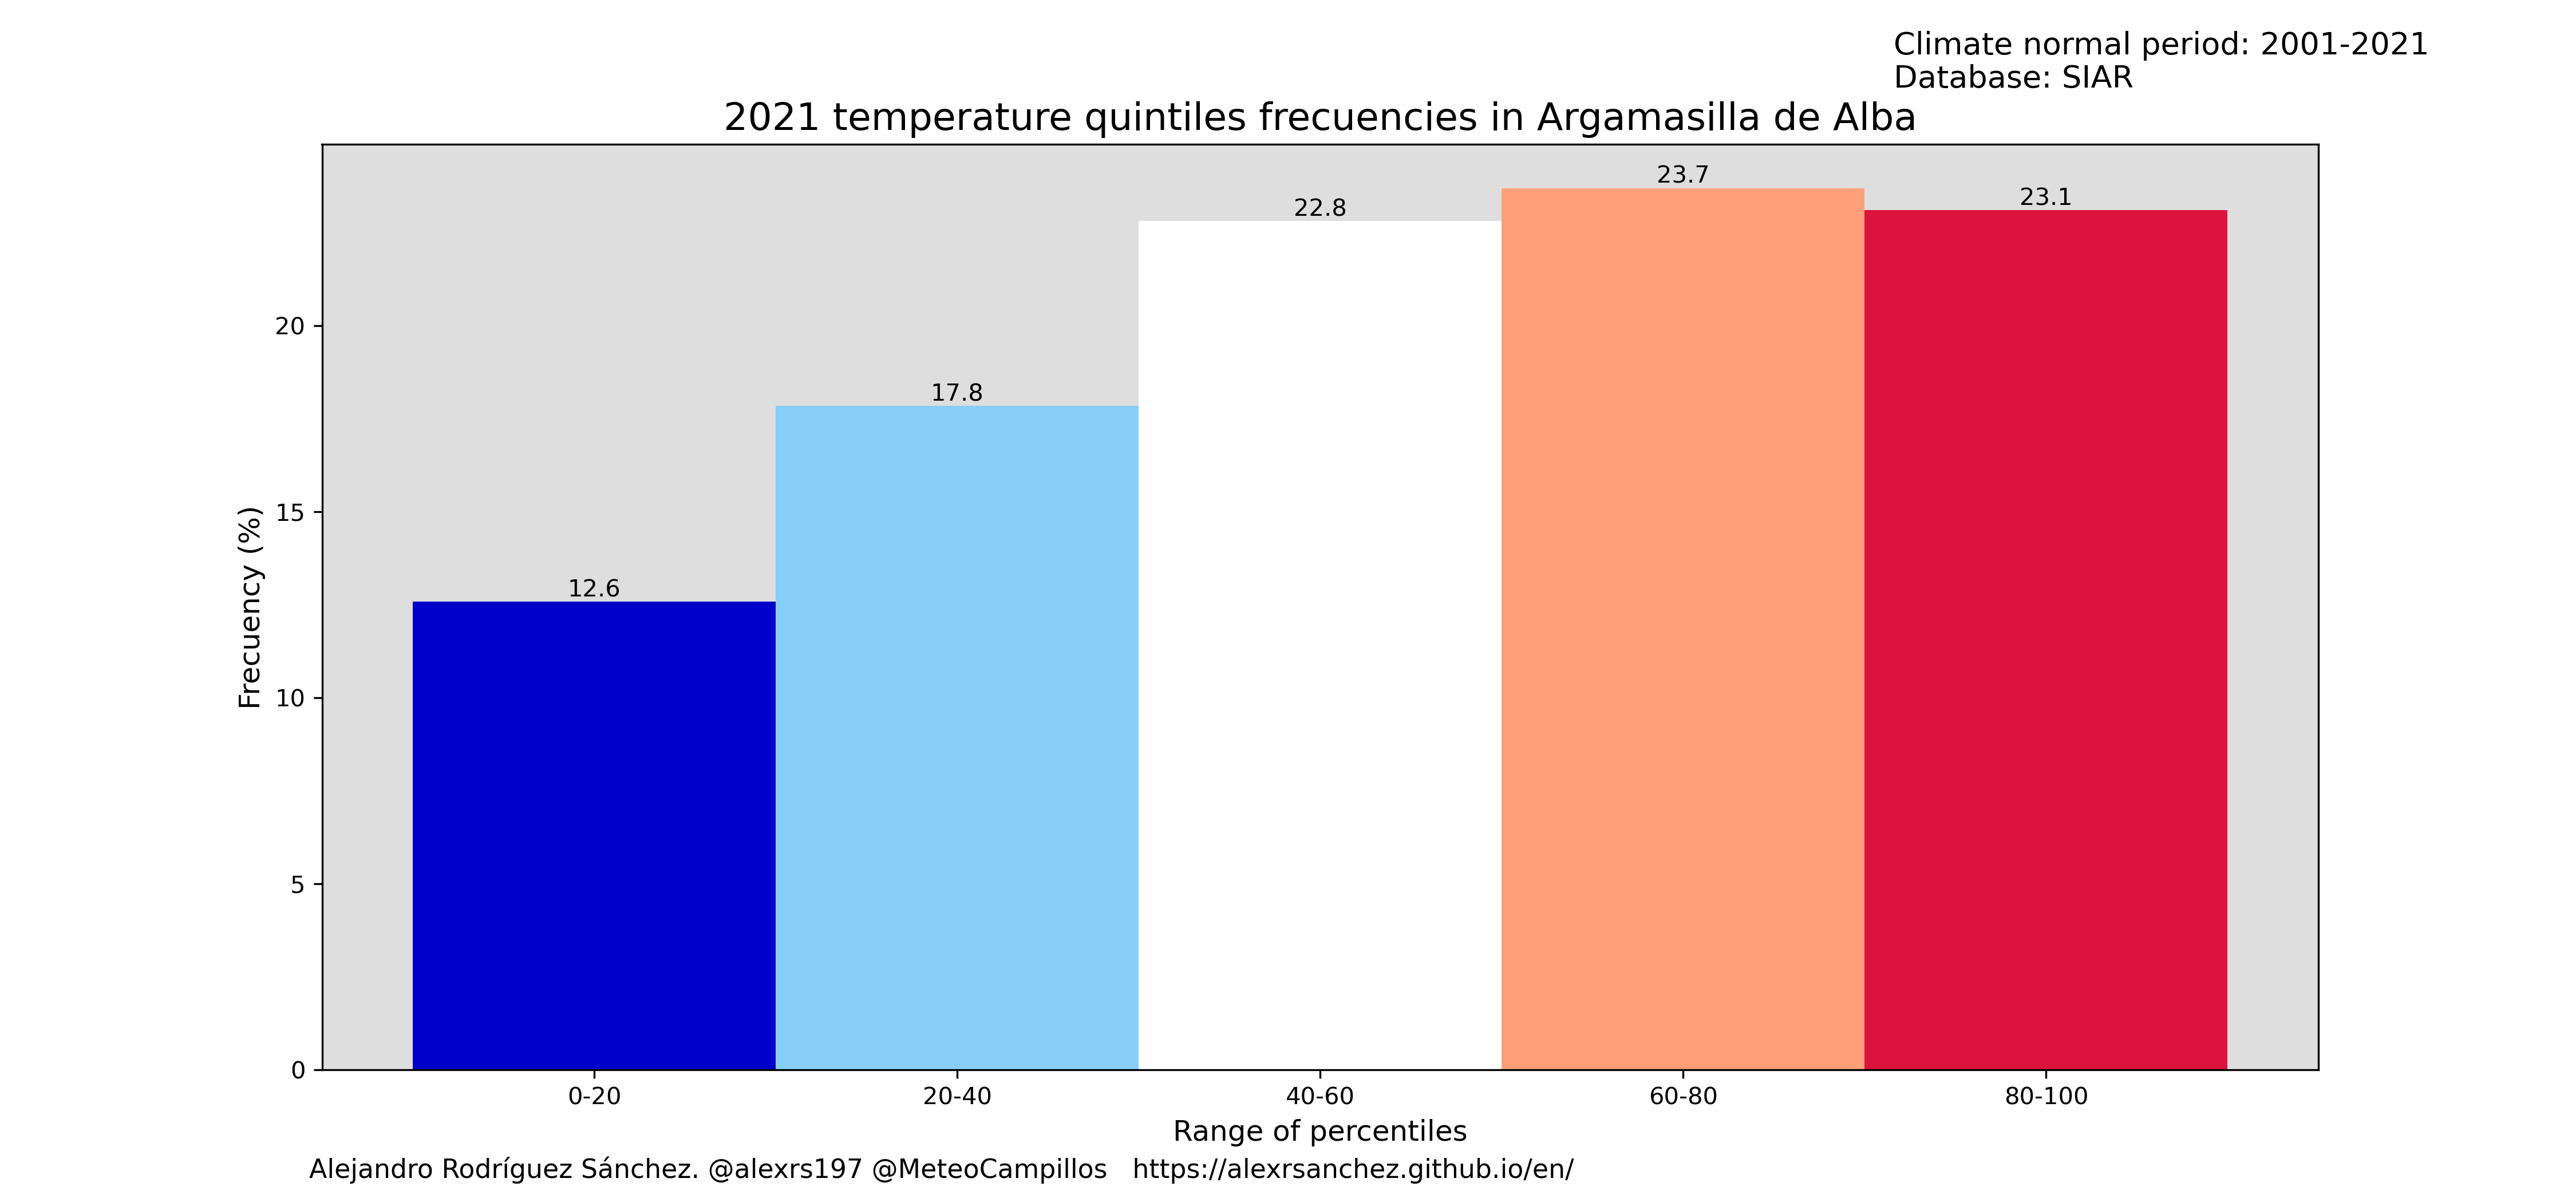 Climate normal period: 2001-2021
Database: SIAR
2021 temperature quintiles frecuencies in Argamasilla de Alba
23.7
23.1
22.8
20
17.8
15
12.6
10
5
0
Frecuency (%)
0-20 20-40 40-60 60-80 80-100
Range of percentiles
Alejandro Rodríguez Sánchez. @alexrs197 @MeteoCampillos https://alexrsanchez.github.io/en/